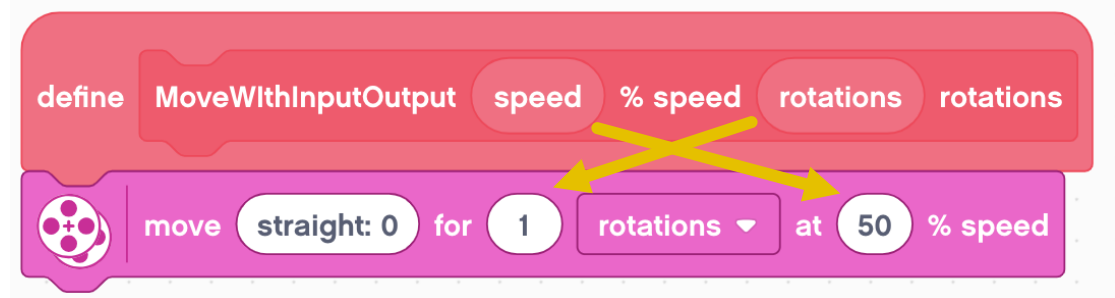 define MoveWIthInputOutput speed % speed rotations rotations
move straight: 0 for 1 rotations at 50 % speed